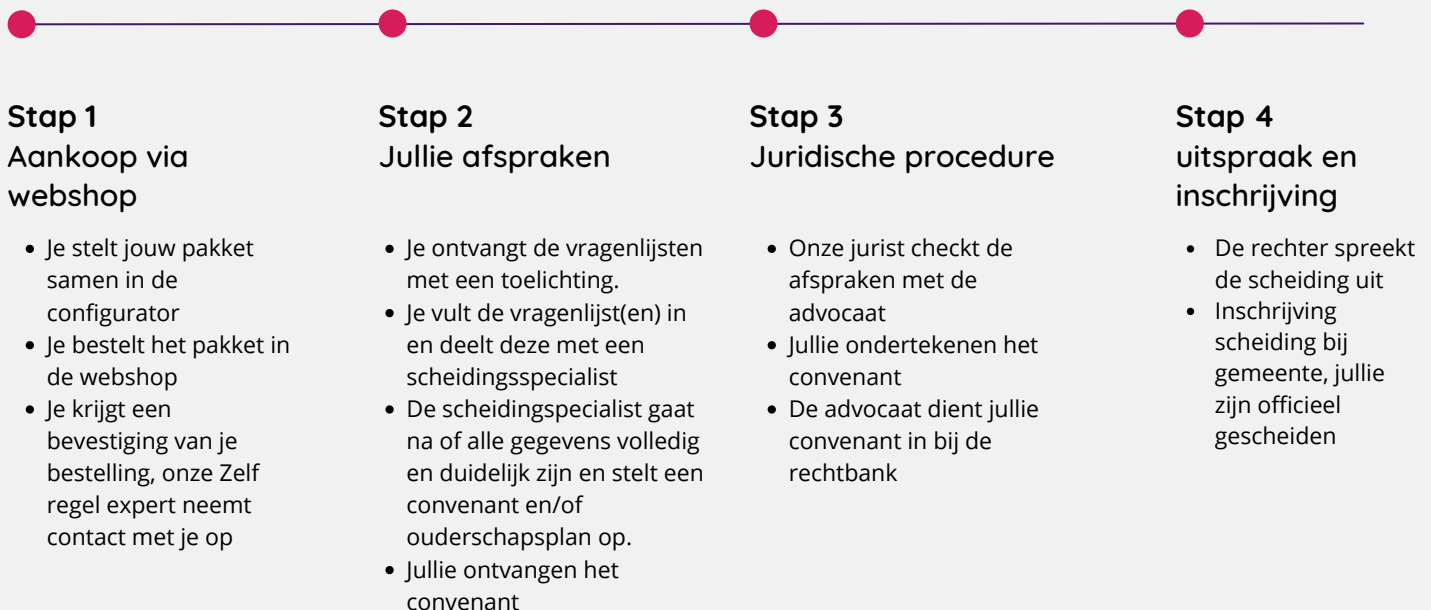 Stap 1
Aankoop via
webshop
• Je stelt jouw pakket
samen in de
configurator
• Je bestelt het pakket in
de webshop
• Je krijgt een
bevestiging van je
bestelling, onze Zelf
regel expert neemt
contact met je op
Stap 2
Jullie afspraken
• Je ontvangt de vragenlijsten
met een toelichting.
• Je vult de vragenlijst(en) in
en deelt deze met een
scheidingsspecialist
• De scheidingspecialist gaat
na of alle gegevens volledig
en duidelijk zijn en stelt een
convenant en/of
ouderschapsplan op.
• Jullie ontvangen het
convenant
Stap 3
Juridische procedure
• Onze jurist checkt de
afspraken met de
advocaat
• Jullie ondertekenen het
convenant
• De advocaat dient jullie
convenant in bij de
rechtbank
Stap 4
uitspraak en
inschrijving
• De rechter spreekt
de scheiding uit
• Inschrijving
scheiding bij
gemeente, jullie
zijn officieel
gescheiden